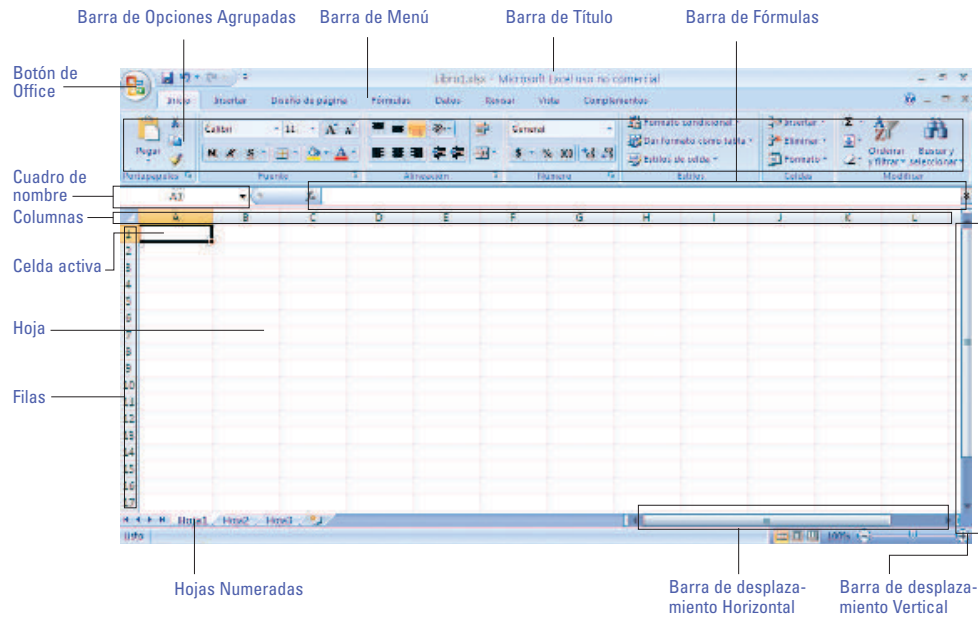 Barra de Opciones Agrupadas
Barra de Menú
Barra de Título
Barra de Fórmulas
Botón de
Office
Libro1.xlsx - Microsoft Excel uso no comercial
Inicio Insertar Diseño de página Fórmulas Datos Revisar Vista Complementos
Calibri 11 General
Formato condicional
Insertar
Σ
Pegar
Dar formato como tabla
Eliminar
Ordenar
y filtrar
Buscar y
seleccionar
N K S
$ % 000
Estilos de celda
Formato
Portapapeles Fuente Alineación Número Estilos Celdas Modificar
Cuadro de
nombre
A1
Columnas
A B C D E F G H I J K L
1
2
3
4
5
6
7
8
9
10
11
12
13
14
15
16
17
Celda activa
Hoja
Filas
Hoja1 Hoja2 Hoja3
Listo
100%
Hojas Numeradas
Barra de desplaza-
miento Horizontal
Barra de desplaza-
miento Vertical